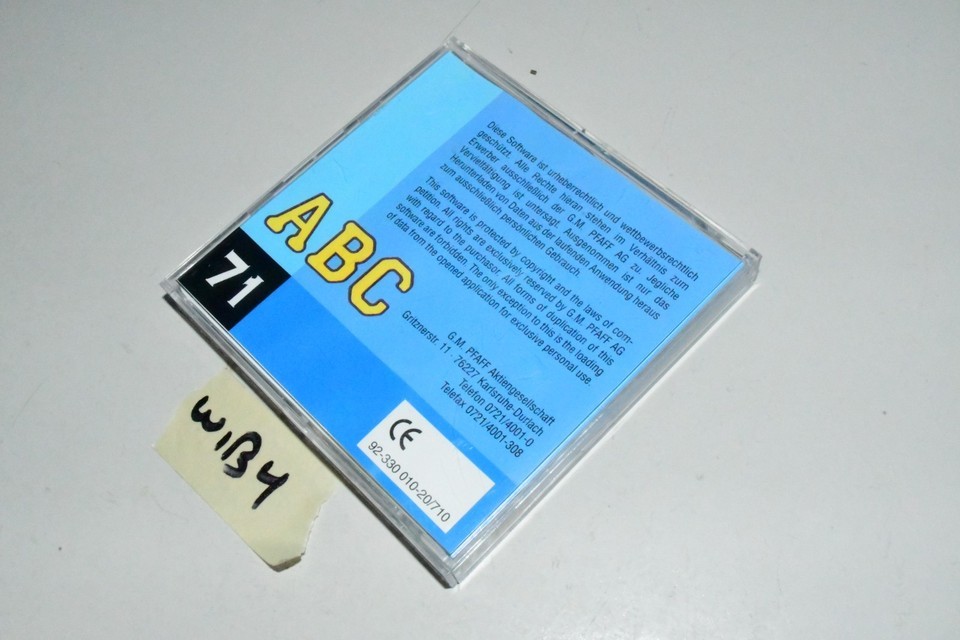 Diese Software ist urheberrechtlich und wettbewerbsrechtlich
geschützt. Alle Rechte hieran stehen im Verhältnis zum
Erwerber ausschließlich der G.M. PFAFF AG zu. Jegliche
Vervielfältigung ist untersagt. Ausgenommen ist nur das
Herunterladen von Daten aus der laufenden Anwendung heraus
zum ausschließlich persönlichen Gebrauch.
This software is protected by copyright and the laws of com-
petition. All rights are exclusively reserved by G.M. PFAFF AG
with regard to the purchasor. All forms of duplication of this
software are forbidden. The only exception to this is the loading
of data from the opened application for exclusive personal use.
ABC
71
G.M. PFAFF Aktiengesellschaft
Gritznerstr. 11 · 76227 Karlsruhe-Durlach
Telefon 0721/4001-0
Telefax 0721/4001-308
CE
92-330 010-20/710
W1B4